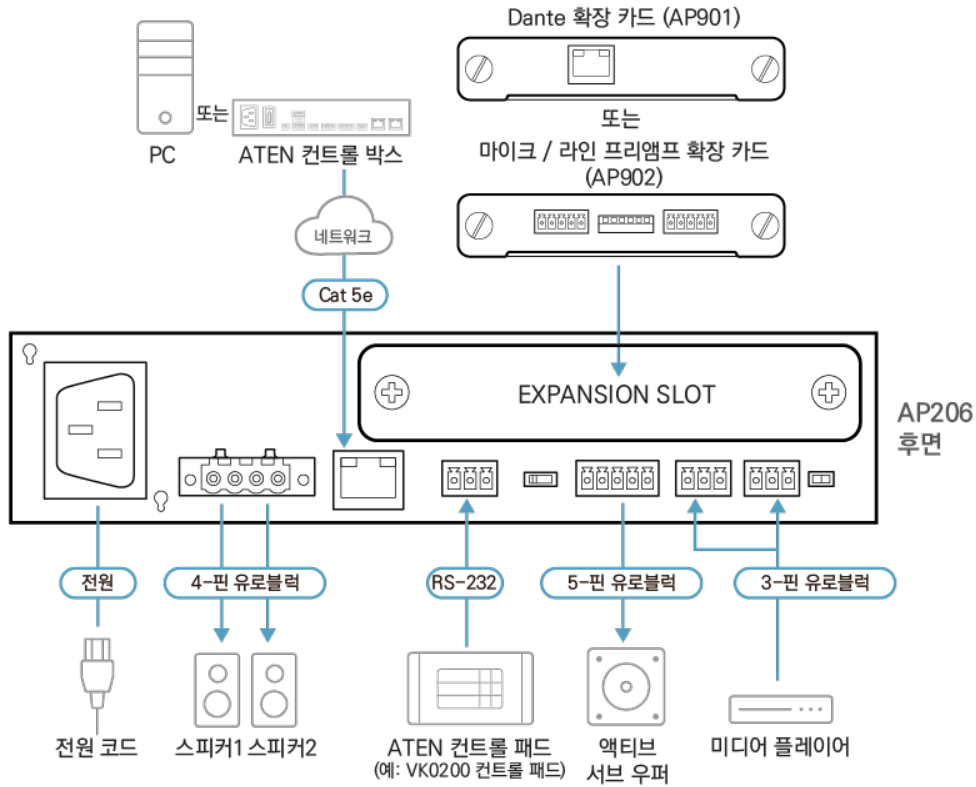 Dante 확장 카드 (AP901)
또는
PC
ATEN 컨트롤 박스
또는
마이크 / 라인 프리앰프 확장 카드
(AP902)
네트워크
Cat 5e
EXPANSION SLOT
AP206
후면
전원
4-핀 유로블럭
RS-232
5-핀 유로블럭
3-핀 유로블럭
전원 코드
스피커1 스피커2
ATEN 컨트롤 패드
(예: VK0200 컨트롤 패드)
액티브
서브 우퍼
미디어 플레이어